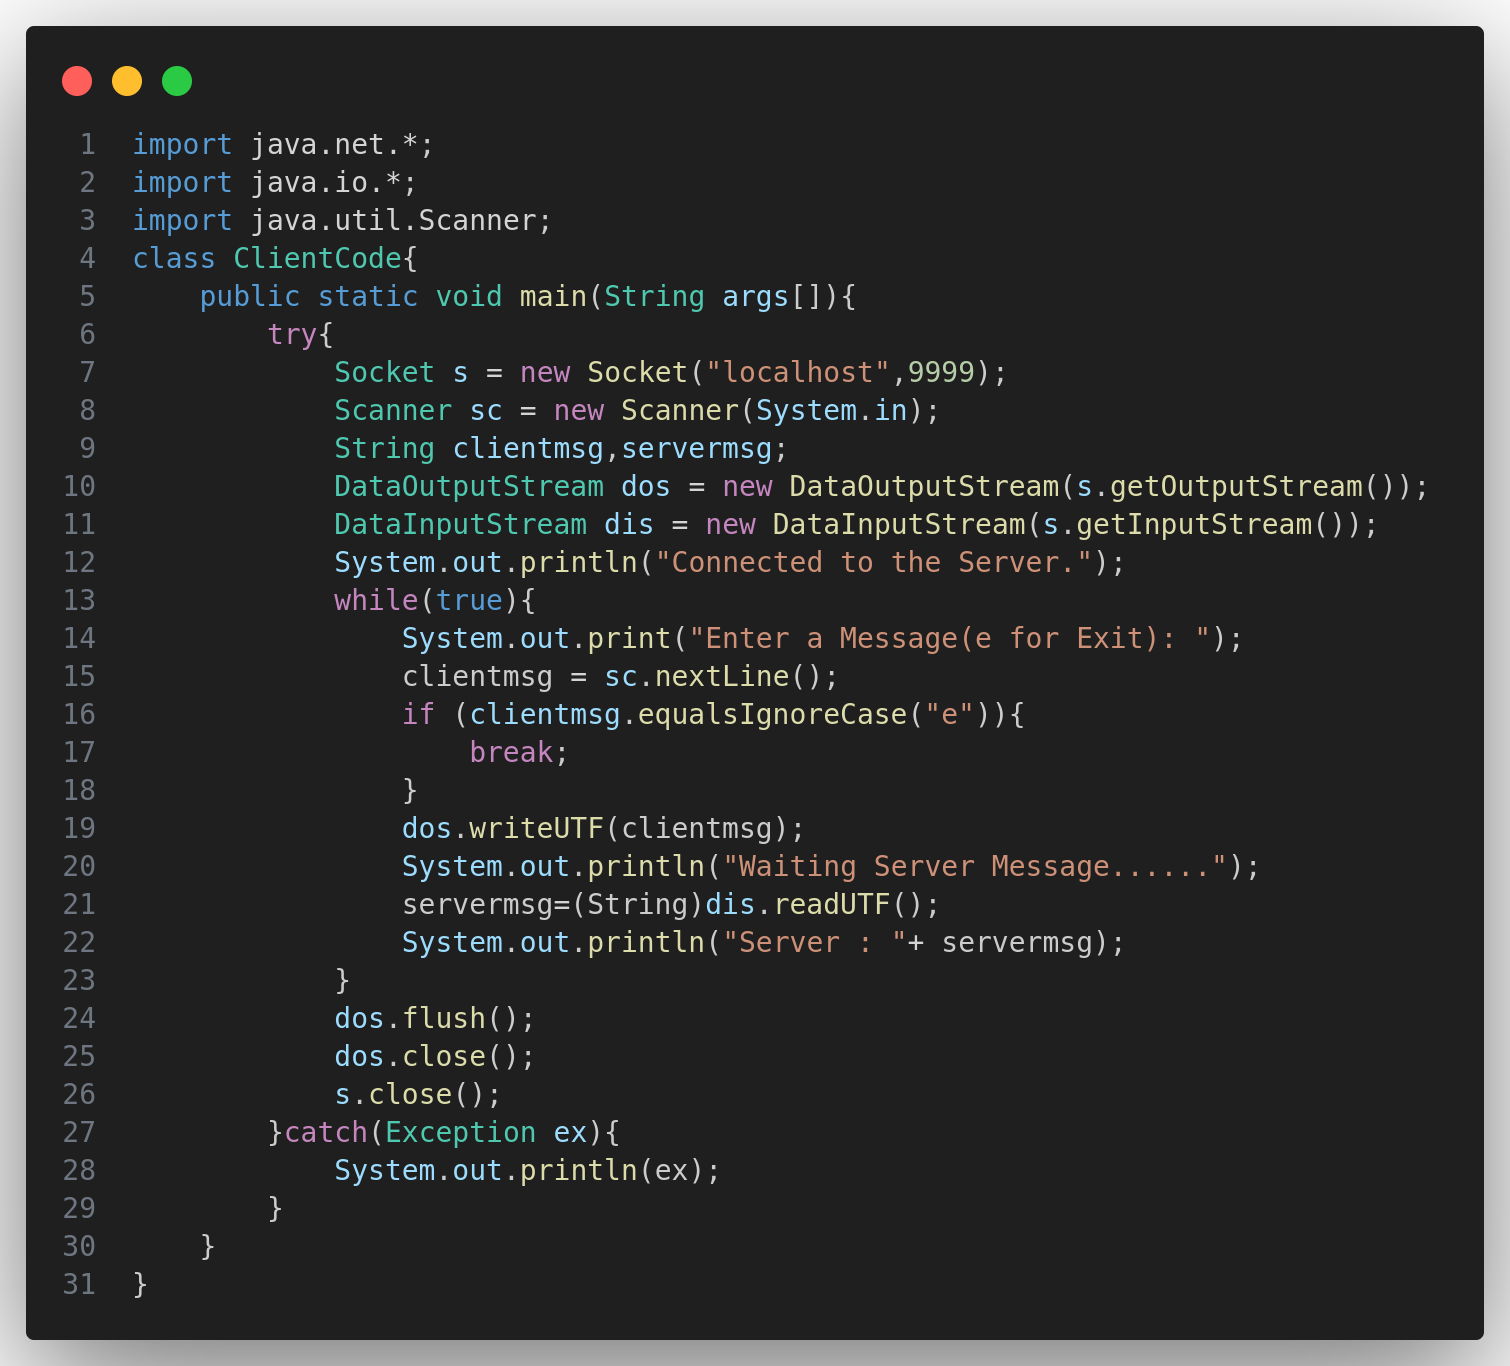 1 import java.net.*;
2 import java.io.*;
3 import java.util.Scanner;
4 class ClientCode{
5     public static void main(String args[]){
6         try{
7             Socket s = new Socket("localhost",9999);
8             Scanner sc = new Scanner(System.in);
9             String clientmsg,servermsg;
10             DataOutputStream dos = new DataOutputStream(s.getOutputStream());
11             DataInputStream dis = new DataInputStream(s.getInputStream());
12             System.out.println("Connected to the Server.");
13             while(true){
14                 System.out.print("Enter a Message(e for Exit): ");
15                 clientmsg = sc.nextLine();
16                 if (clientmsg.equalsIgnoreCase("e")){
17                     break;
18                 }
19                 dos.writeUTF(clientmsg);
20                 System.out.println("Waiting Server Message......");
21                 servermsg=(String)dis.readUTF();
22                 System.out.println("Server : "+ servermsg);
23             }
24             dos.flush();
25             dos.close();
26             s.close();
27         }catch(Exception ex){
28             System.out.println(ex);
29         }
30     }
31 }